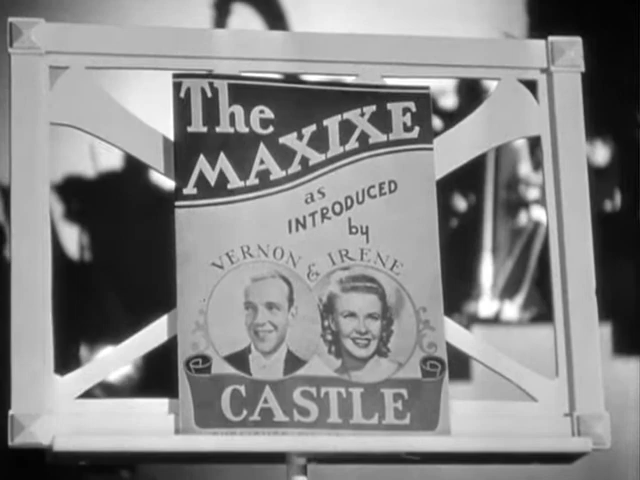 The
MAXIXE
as
INTRODUCED
by
VERNON & IRENE
CASTLE